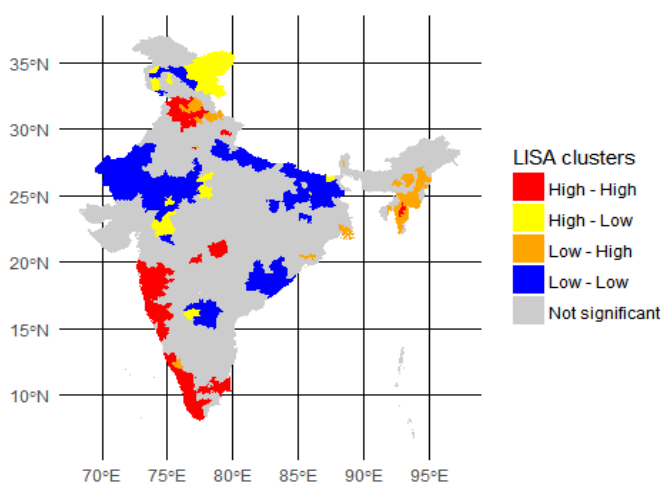 35°N
30°N
25°N
20°N
15°N
10°N
70°E 75°E 80°E 85°E 90°E 95°E
LISA clusters
High - High
High - Low
Low - High
Low - Low
Not significant